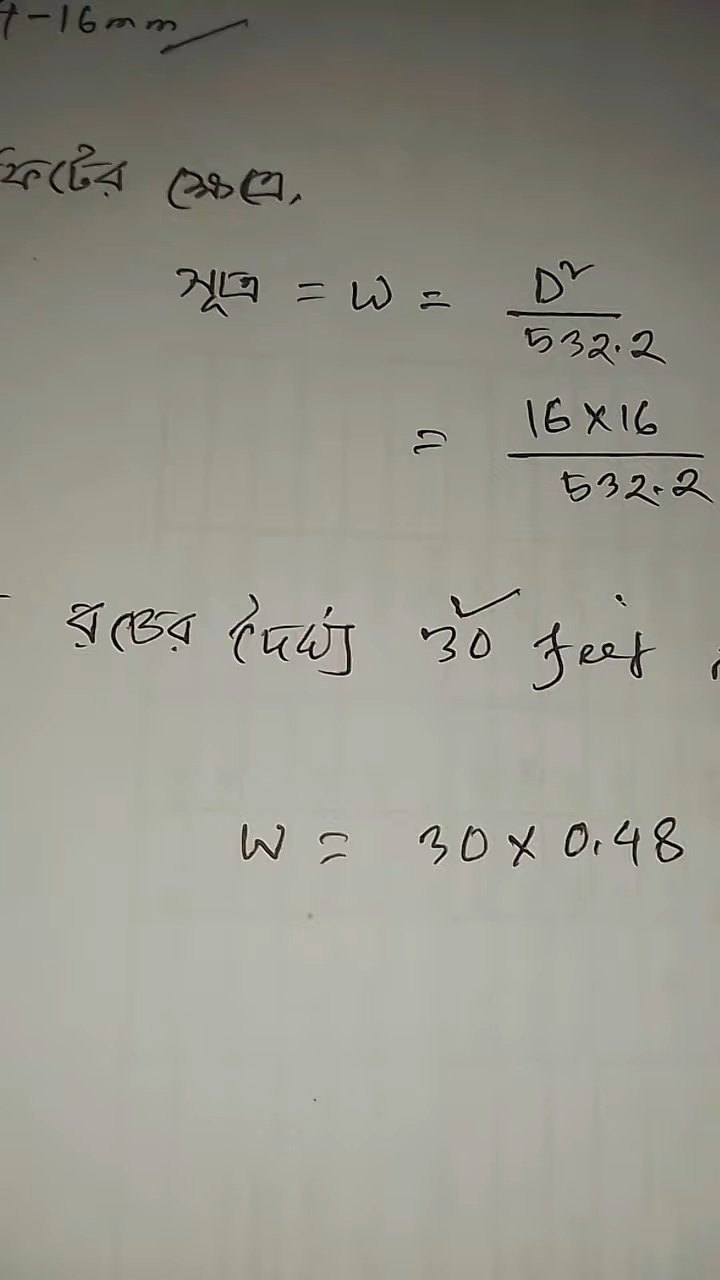 -16mm
ফিটের ক্ষেত্রে,
সূত্র = W = D²
532.2
= 16×16
532.2
রডের দৈর্ঘ্য 30 feet
W = 30 × 0.48